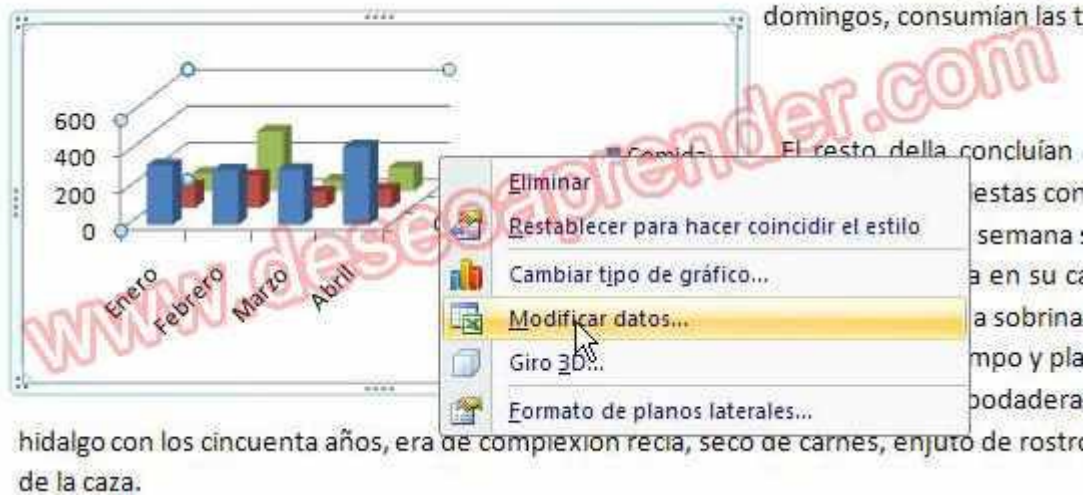 domingos, consumían las t
600
400
200
0
Enero
Febrero
Marzo
Abril
Comida
El resto della concluían
estas con
semana s
a en su ca
a sobrina
mpo y pla
podadera
Eliminar
Restablecer para hacer coincidir el estilo
Cambiar tipo de gráfico...
Modificar datos...
Giro 3D...
Formato de planos laterales...
hidalgo con los cincuenta años, era de complexión recia, seco de carnes, enjuto de rostro
de la caza.
www.deseoaprender.com